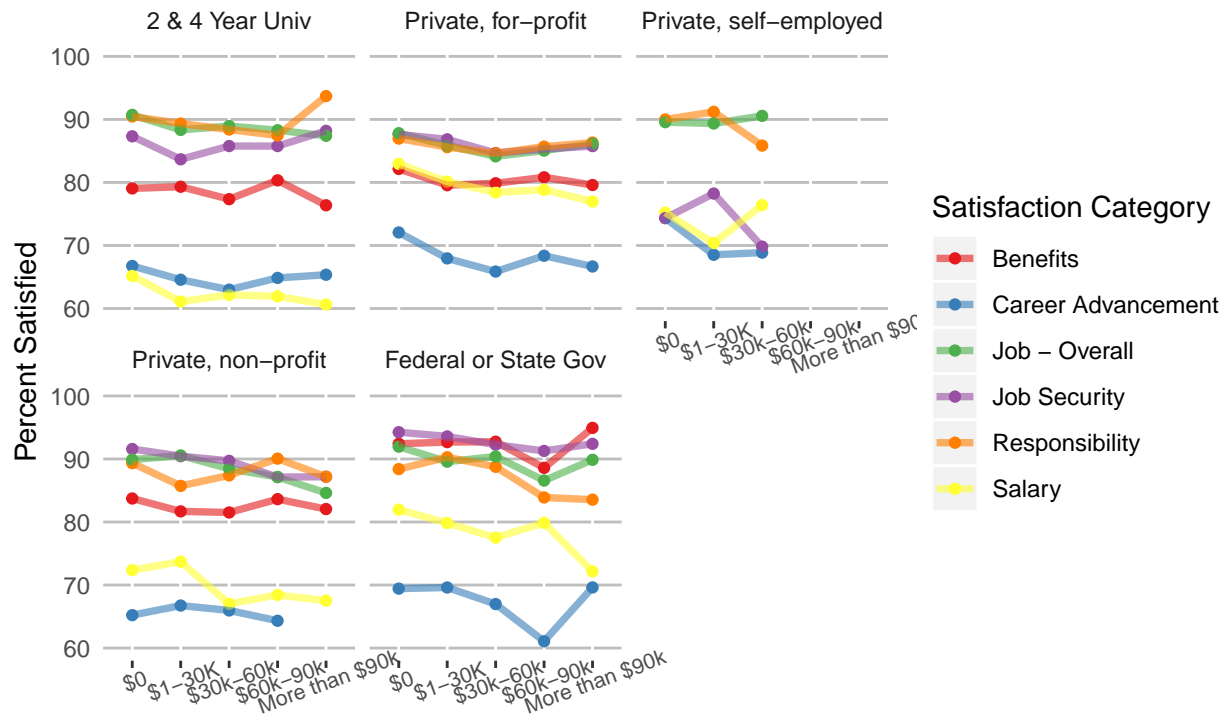 2 & 4 Year Univ
Private, for−profit
Private, self−employed
100
90
80
70
60
$0
$1−30K
$30k−60k
$60k−90k
More than $90
Private, non−profit
Federal or State Gov
100
90
80
70
60
$0
$1−30K
$30k−60k
$60k−90k
More than $90k
$0
$1−30K
$30k−60k
$60k−90k
More than $90k
Percent Satisfied
Satisfaction Category
Benefits
Career Advancement
Job − Overall
Job Security
Responsibility
Salary